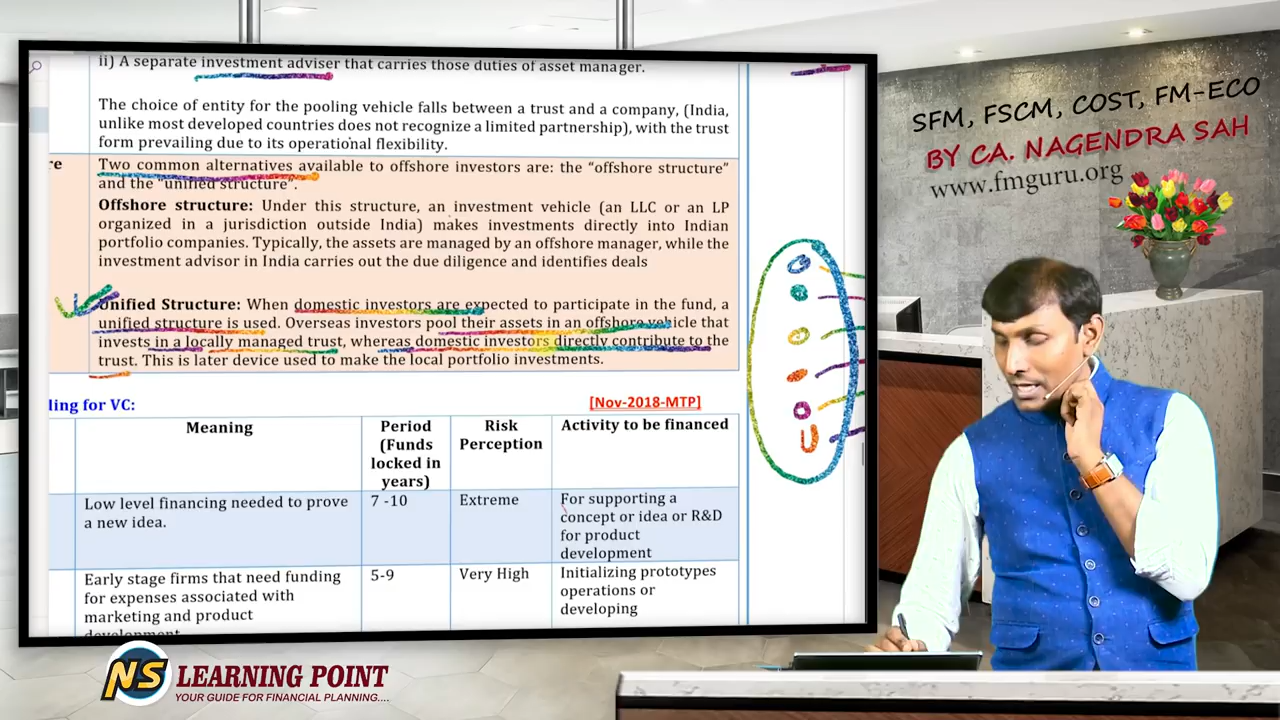 ii) A separate investment adviser that carries those duties of asset manager.
The choice of entity for the pooling vehicle falls between a trust and a company, (India,
unlike most developed countries does not recognize a limited partnership), with the trust
form prevailing due to its operational flexibility.
re
Two common alternatives available to offshore investors are: the “offshore structure”
and the “unified structure”.
Offshore structure: Under this structure, an investment vehicle (an LLC or an LP
organized in a jurisdiction outside India) makes investments directly into Indian
portfolio companies. Typically, the assets are managed by an offshore manager, while the
investment advisor in India carries out the due diligence and identifies deals
Unified Structure: When domestic investors are expected to participate in the fund, a
unified structure is used. Overseas investors pool their assets in an offshore vehicle that
invests in a locally managed trust, whereas domestic investors directly contribute to the
trust. This is later device used to make the local portfolio investments.
ling for VC:
[Nov-2018-MTP]
Meaning
Period
(Funds
locked in
years)
Risk
Perception
Activity to be financed
Low level financing needed to prove
a new idea.
7 -10
Extreme
For supporting a
concept or idea or R&D
for product
development
Early stage firms that need funding
for expenses associated with
marketing and product
development
5-9
Very High
Initializing prototypes
operations or
developing
SFM, FSCM, COST, FM-ECO
BY CA. NAGENDRA SAH
www.fmguru.org
NS LEARNING POINT
YOUR GUIDE FOR FINANCIAL PLANNING....